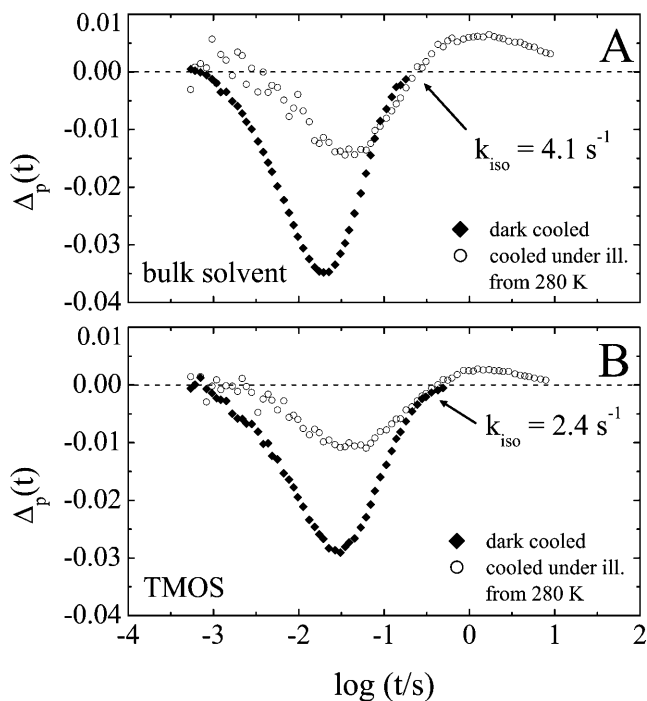 A
0.01
0.00
-0.01
-0.02
-0.03
-0.04
Δp(t)
k_iso = 4.1 s⁻¹
dark cooled
cooled under ill.
from 280 K
bulk solvent
B
0.01
0.00
-0.01
-0.02
-0.03
-0.04
Δp(t)
k_iso = 2.4 s⁻¹
dark cooled
cooled under ill.
from 280 K
TMOS
-4 -3 -2 -1 0 1 2
log (t/s)